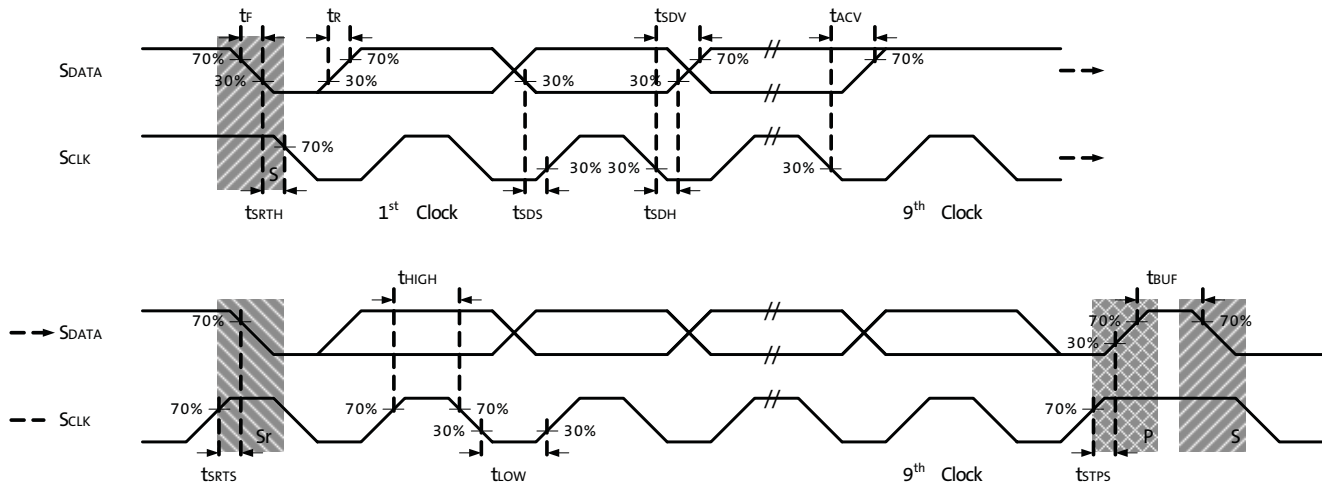 tF tR tSDV tACV
SDATA 70% 30% 70% 30% 30% 30% 70% 70%
SCLK S 70% 30% 30% 30%
tSRTH 1st Clock tSDS tSDH 9th Clock
tHIGH tBUF
SDATA 70% 30% 70% 70%
SCLK 70% Sr 70% 70% 30% 30% 70% P S
tSRTS tLOW 9th Clock tSTPS